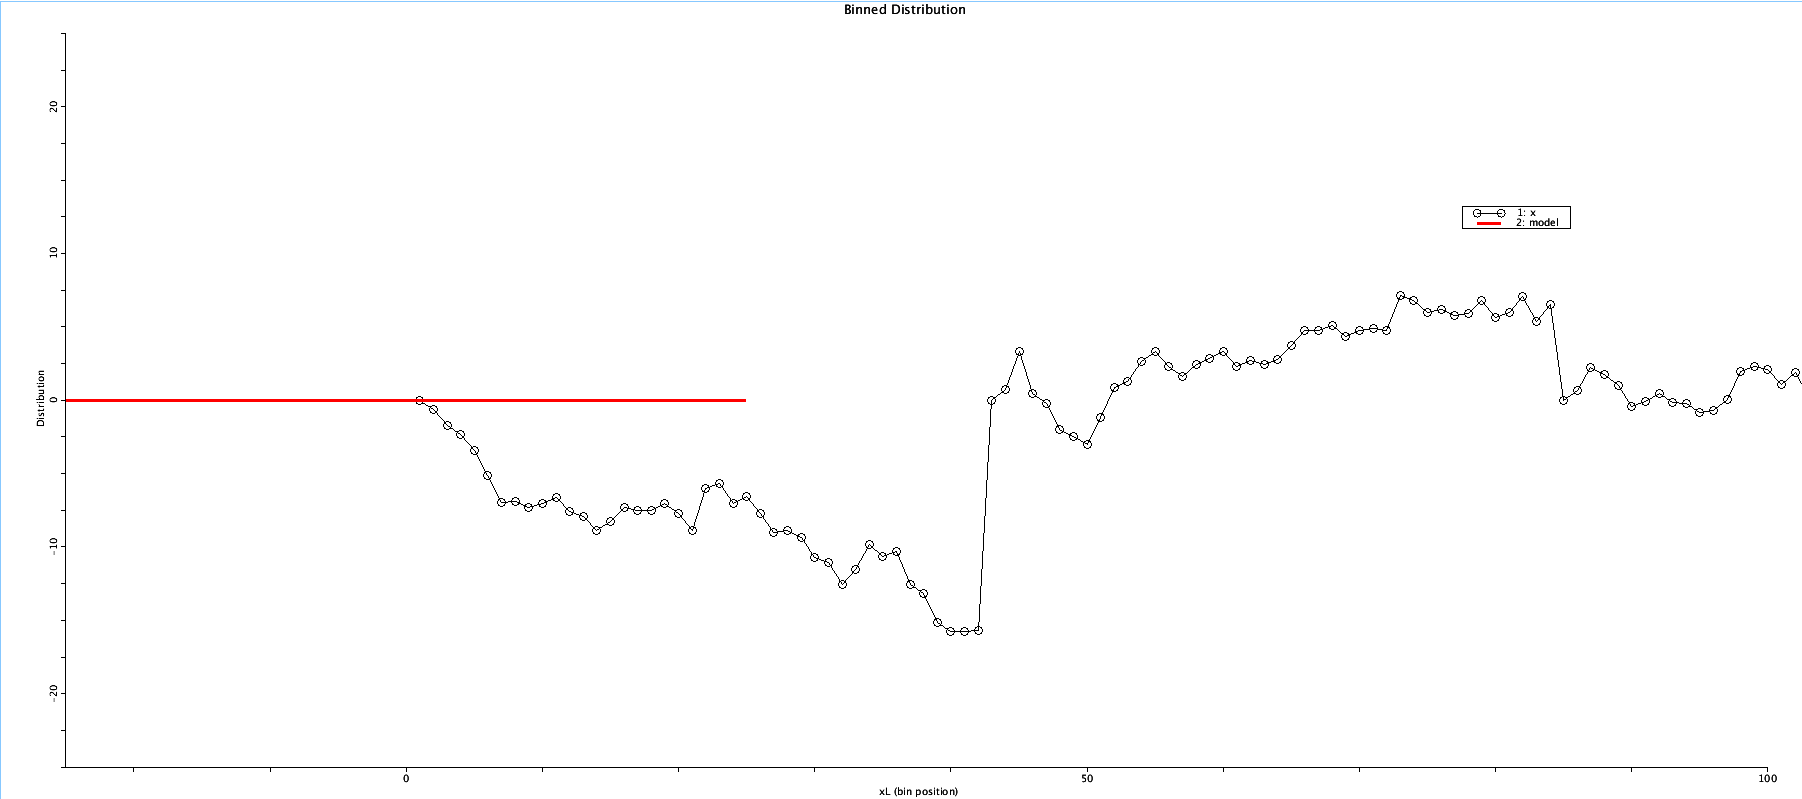 Binned Distribution
20
10
0
-10
-20
Distribution
1: x
2: model
0
50
100
xL (bin position)